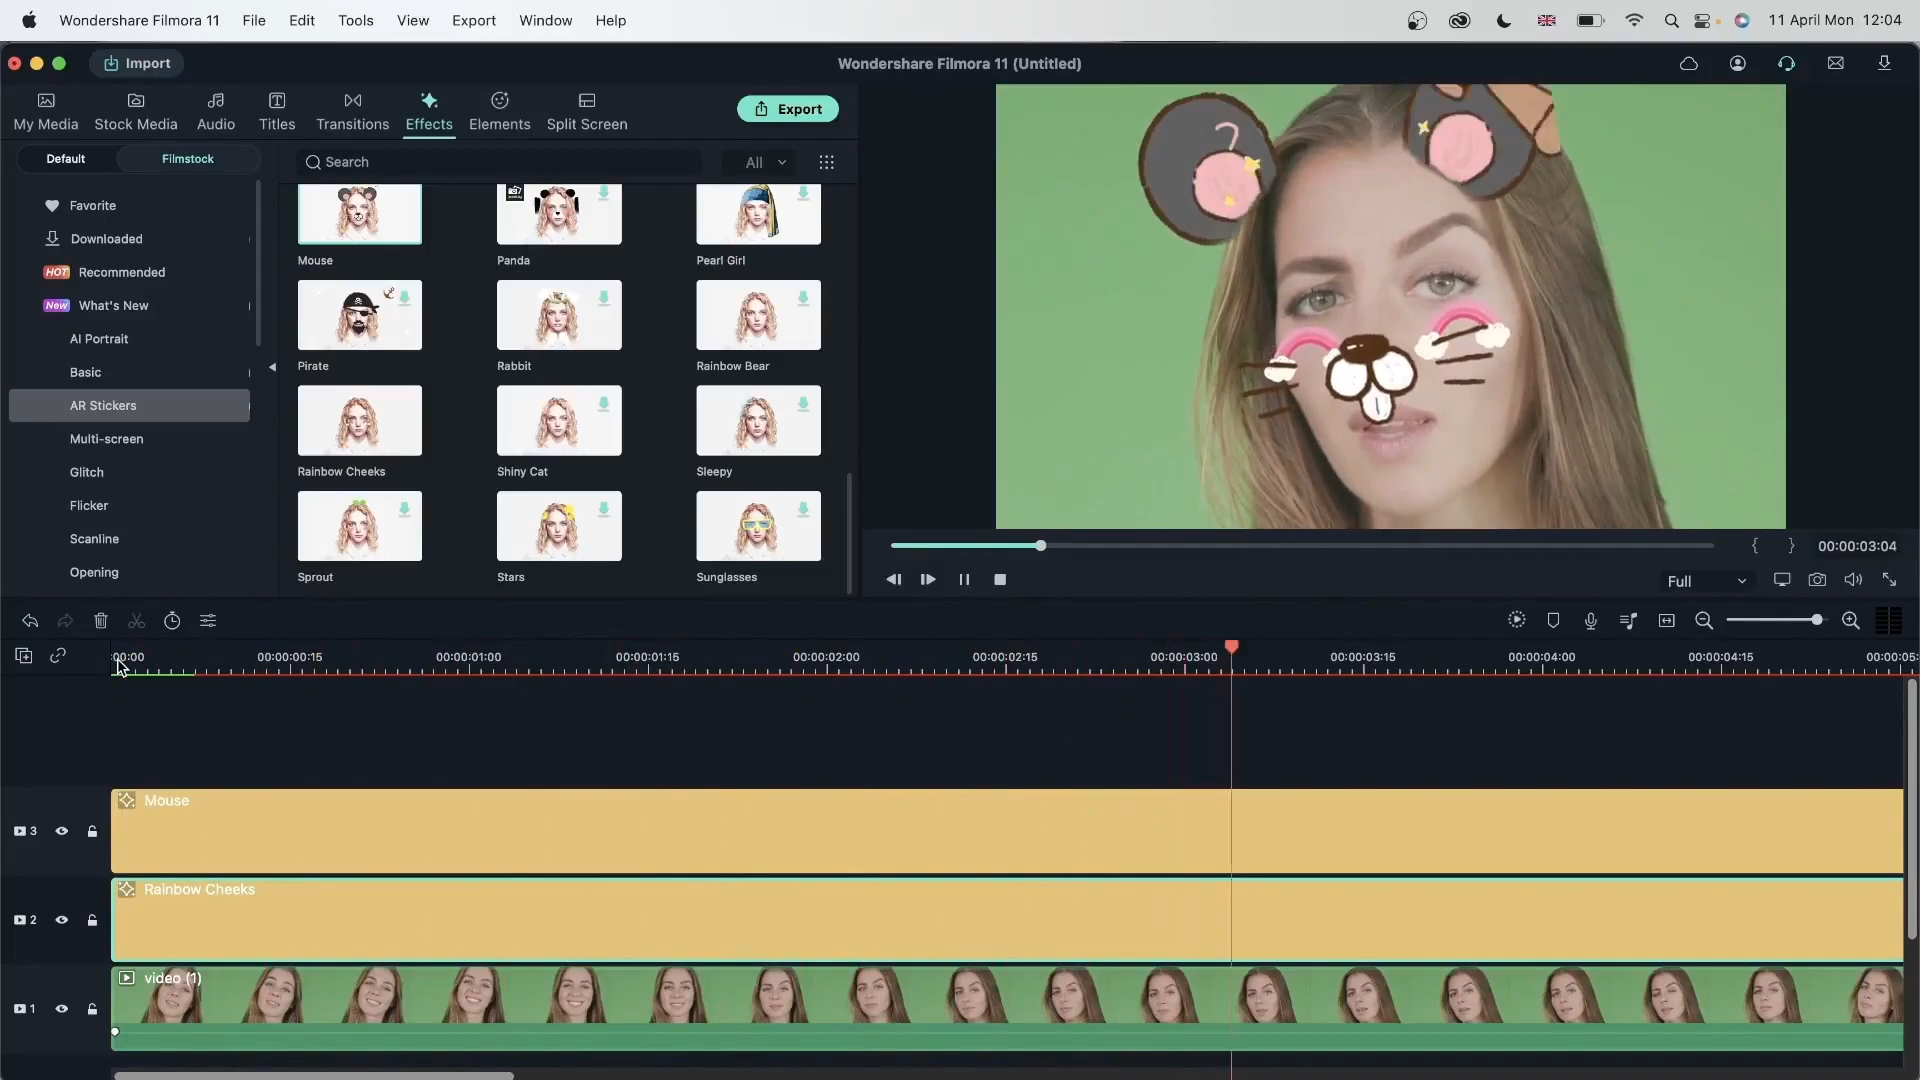 Wondershare Filmora 11 File Edit Tools View Export Window Help 11 April Mon 12:04
Import Wondershare Filmora 11 (Untitled)
My Media Stock Media Audio Titles Transitions Effects Elements Split Screen Export
Default Filmstock Search All
Favorite
Downloaded
HOT Recommended
New What's New
AI Portrait
Basic
AR Stickers
Multi-screen
Glitch
Flicker
Scanline
Opening
Mouse Panda Pearl Girl
Pirate Rabbit Rainbow Bear
Rainbow Cheeks Shiny Cat Sleepy
Sprout Stars Sunglasses
{ } 00:00:03:04
Full
:00:00 00:00:00:15 00:00:01:00 00:00:01:15 00:00:02:00 00:00:02:15 00:00:03:00 00:00:03:15 00:00:04:00 00:00:04:15 00:00:05:
Mouse
3
Rainbow Cheeks
2
video (1)
1